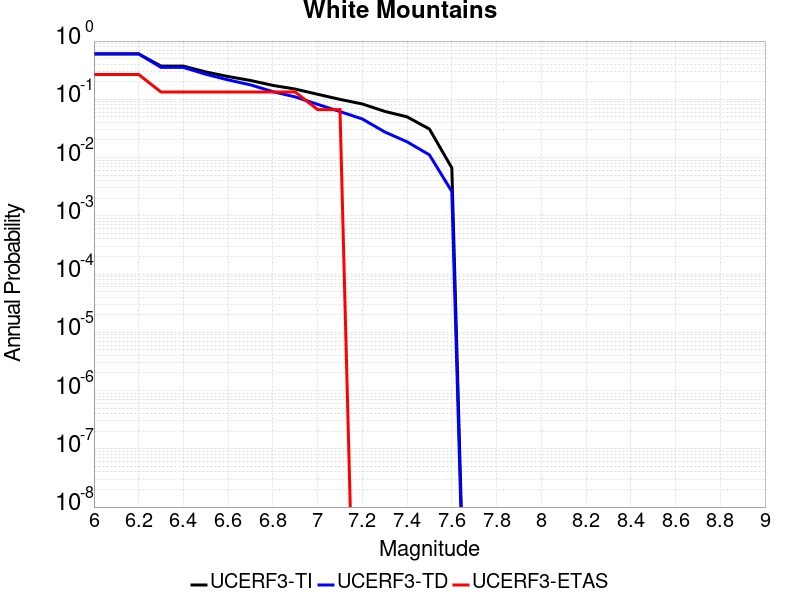 White Mountains
10^0
10^-1
10^-2
10^-3
10^-4
10^-5
10^-6
10^-7
10^-8
Annual Probability
6 6.2 6.4 6.6 6.8 7 7.2 7.4 7.6 7.8 8 8.2 8.4 8.6 8.8 9
Magnitude
UCERF3-TI UCERF3-TD UCERF3-ETAS